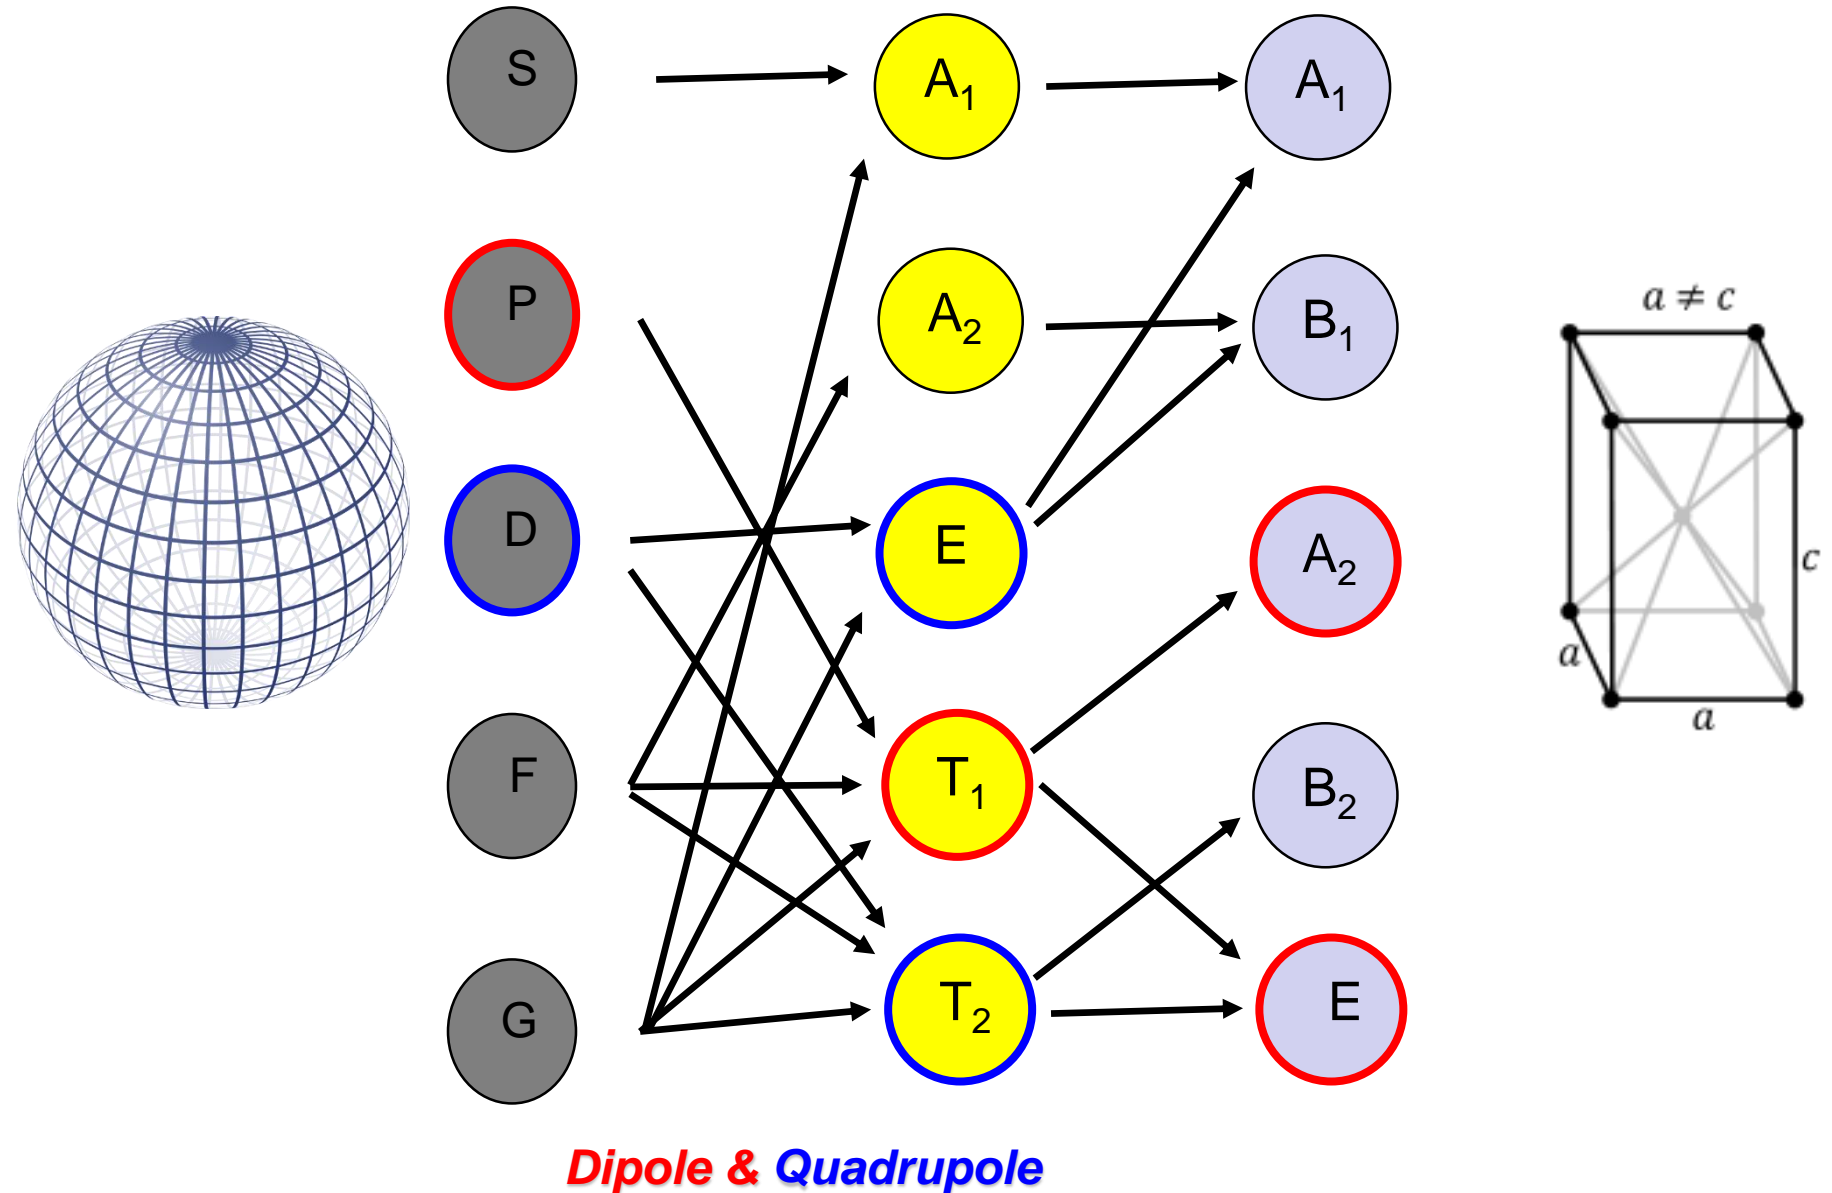 S
A₁
A₁
P
A₂
B₁
D
E
A₂
F
T₁
B₂
G
T₂
E
a ≠ c
c
a
a
Dipole & Quadrupole